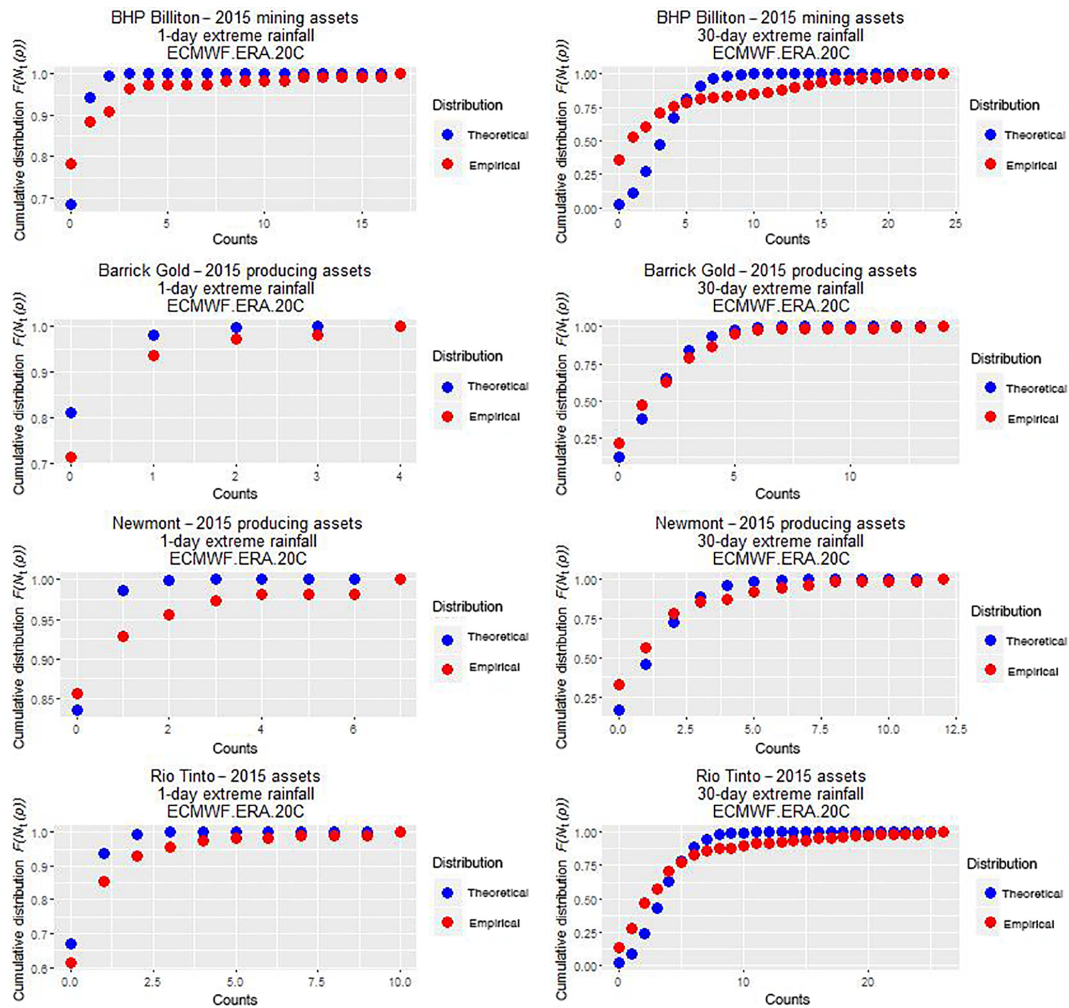 BHP Billiton – 2015 mining assets
1-day extreme rainfall
ECMWF.ERA.20C
Cumulative distribution F(Nt(ρ))
1.0
0.9
0.8
0.7
0
5
10
15
Counts
Distribution
Theoretical
Empirical
BHP Billiton – 2015 mining assets
30-day extreme rainfall
ECMWF.ERA.20C
Cumulative distribution F(Nt(ρ))
1.00
0.75
0.50
0.25
0.00
0
5
10
15
20
25
Counts
Distribution
Theoretical
Empirical
Barrick Gold – 2015 producing assets
1-day extreme rainfall
ECMWF.ERA.20C
Cumulative distribution F(Nt(ρ))
1.0
0.9
0.8
0.7
0
1
2
3
4
Counts
Distribution
Theoretical
Empirical
Barrick Gold – 2015 producing assets
30-day extreme rainfall
ECMWF.ERA.20C
Cumulative distribution F(Nt(ρ))
1.00
0.75
0.50
0.25
0
5
10
Counts
Distribution
Theoretical
Empirical
Newmont – 2015 producing assets
1-day extreme rainfall
ECMWF.ERA.20C
Cumulative distribution F(Nt(ρ))
1.00
0.95
0.90
0.85
0
2
4
6
Counts
Distribution
Theoretical
Empirical
Newmont – 2015 producing assets
30-day extreme rainfall
ECMWF.ERA.20C
Cumulative distribution F(Nt(ρ))
1.00
0.75
0.50
0.25
0.0
2.5
5.0
7.5
10.0
12.5
Counts
Distribution
Theoretical
Empirical
Rio Tinto – 2015 assets
1-day extreme rainfall
ECMWF.ERA.20C
Cumulative distribution F(Nt(ρ))
1.0
0.9
0.8
0.7
0.6
0.0
2.5
5.0
7.5
10.0
Counts
Distribution
Theoretical
Empirical
Rio Tinto – 2015 assets
30-day extreme rainfall
ECMWF.ERA.20C
Cumulative distribution F(Nt(ρ))
1.00
0.75
0.50
0.25
0.00
0
10
20
Counts
Distribution
Theoretical
Empirical